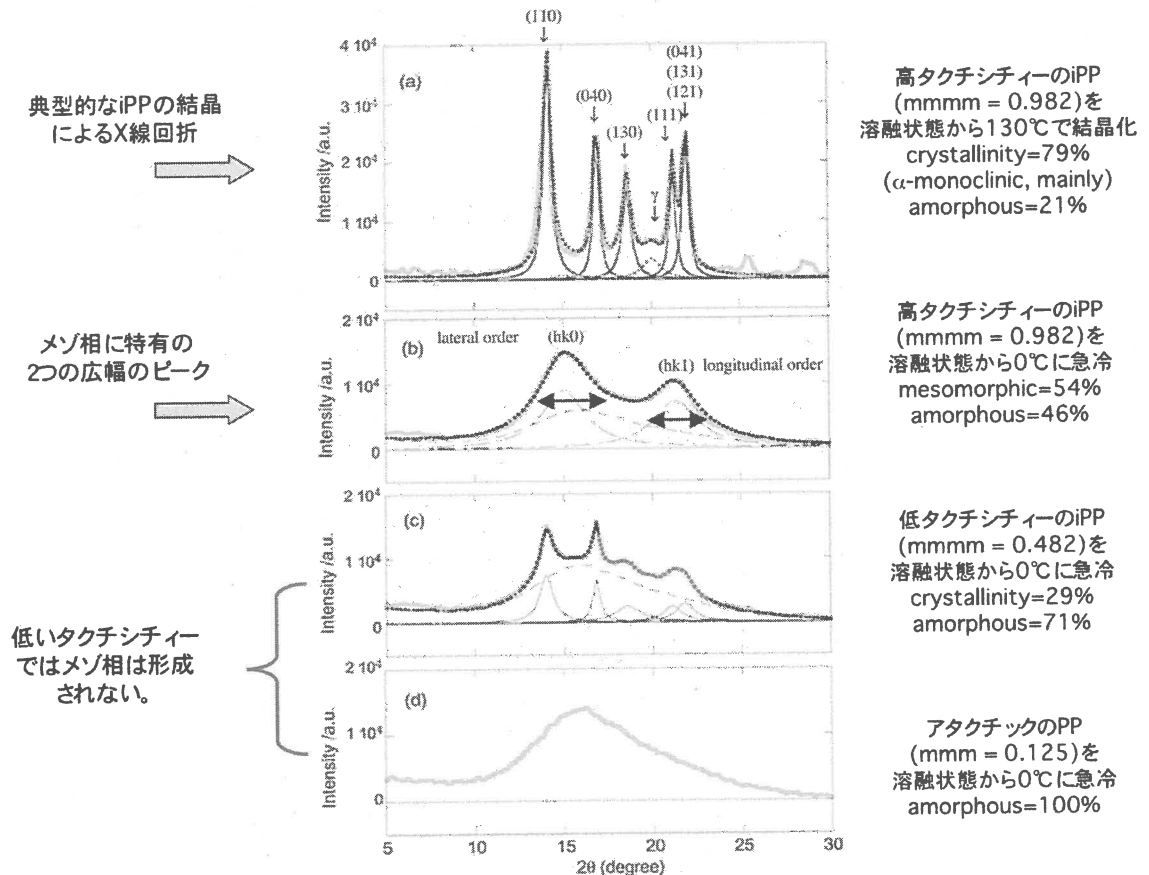 典型的なiPPの結晶
によるX線回折
メゾ相に特有の
2つの広幅のピーク
低いタクチシティー
ではメゾ相は形成
されない。
(110)
4 10⁴
3 10⁴
2 10⁴
1 10⁴
0
Intensity /a.u.
(a)
(040)
(130)
γ
(111)
(041)
(131)
(121)
2 10⁴
1 10⁴
0
Intensity /a.u.
(b)
lateral order
(hk0)
(hk1) longitudinal order
2 10⁴
1 10⁴
0
Intensity /a.u.
(c)
2 10⁴
1 10⁴
0
Intensity /a.u.
(d)
5 10 15 20 25 30
2θ (degree)
高タクチシティーのiPP
(mmmm = 0.982)を
溶融状態から130℃で結晶化
crystallinity=79%
(α-monoclinic, mainly)
amorphous=21%
高タクチシティーのiPP
(mmmm = 0.982)を
溶融状態から0℃に急冷
mesomorphic=54%
amorphous=46%
低タクチシティーのiPP
(mmmm = 0.482)を
溶融状態から0℃に急冷
crystallinity=29%
amorphous=71%
アタクチックのPP
(mmm = 0.125)を
溶融状態から0℃に急冷
amorphous=100%